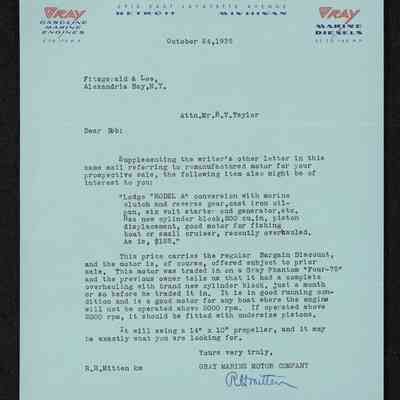 GRAY
GASOLINE
MARINE
ENGINES
EAST LAFAYETTE AVENUE
DETROIT MICHIGAN
GRAY
MARINE
DIESELS
October 24, 1935
Fitzgerald & Lee,
Alexandria Bay, N.Y.
Attn. Mr. R.V. Taylor
Dear Bob:
Supplementing the writer's other letter in this
same mail referring to remanufactured motor for your
prospective sale, the following item also might be of
interest to you:
"Lodge "MODEL A" conversion with marine
clutch and reverse gear, cast iron oil-
pan, six volt starter and generator, etc.
Has new cylinder block, 200 cu.in. piston
displacement, good motor for fishing
boat or small cruiser, recently overhauled.
As is, $185."
This price carries the regular Bargain Discount,
and the motor is, of course, offered subject to prior
sale. This motor was traded in on a Gray Phantom "Four-75"
and the previous owner tells us that it had a complete
overhauling with brand new cylinder block, just a month
or so before he traded it in. It is in good running con-
dition and is a good motor for any boat where the engine
will not be operated above 2000 rpm. If operated above
2000 rpm, it should be fitted with undersize pistons.
It will swing a 14" x 10" propeller, and it may
be exactly what you are looking for.
Yours very truly,
R.H.Mitten km GRAY MARINE MOTOR COMPANY
RHMitten